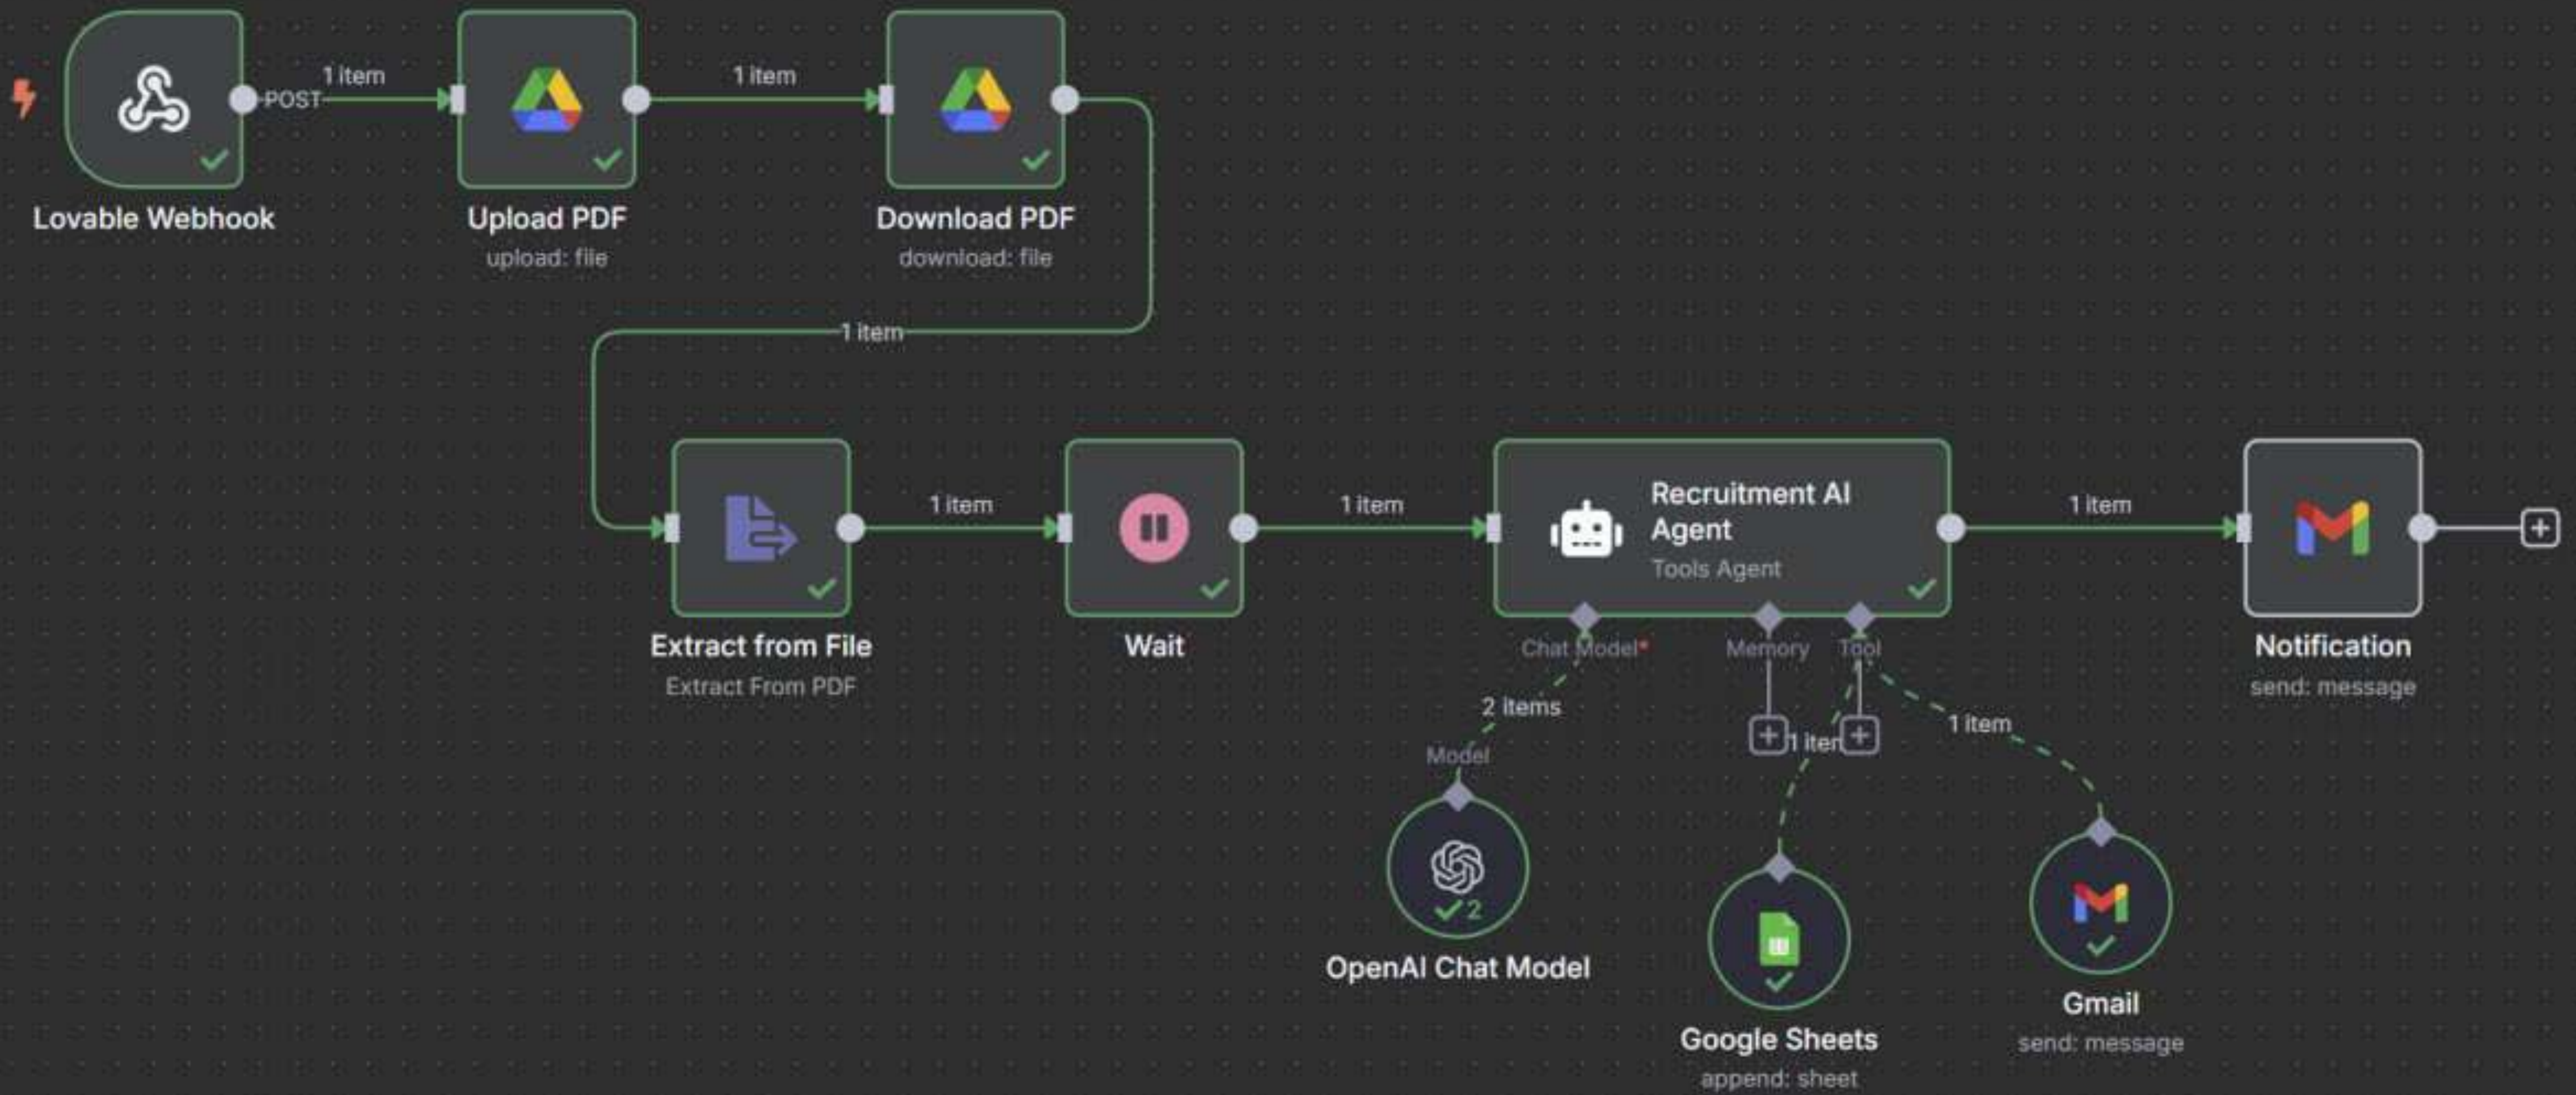 1 item
POST
1 item
Lovable Webhook
Upload PDF
upload: file
Download PDF
download: file
1 item
1 item
1 item
Recruitment AI
Agent
Tools Agent
1 item
Extract from File
Extract From PDF
Wait
Chat Model*
Memory
Tool
Notification
send: message
2 items
1 item
Model
1 iten
2
OpenAI Chat Model
Google Sheets
append: sheet
Gmail
send: message